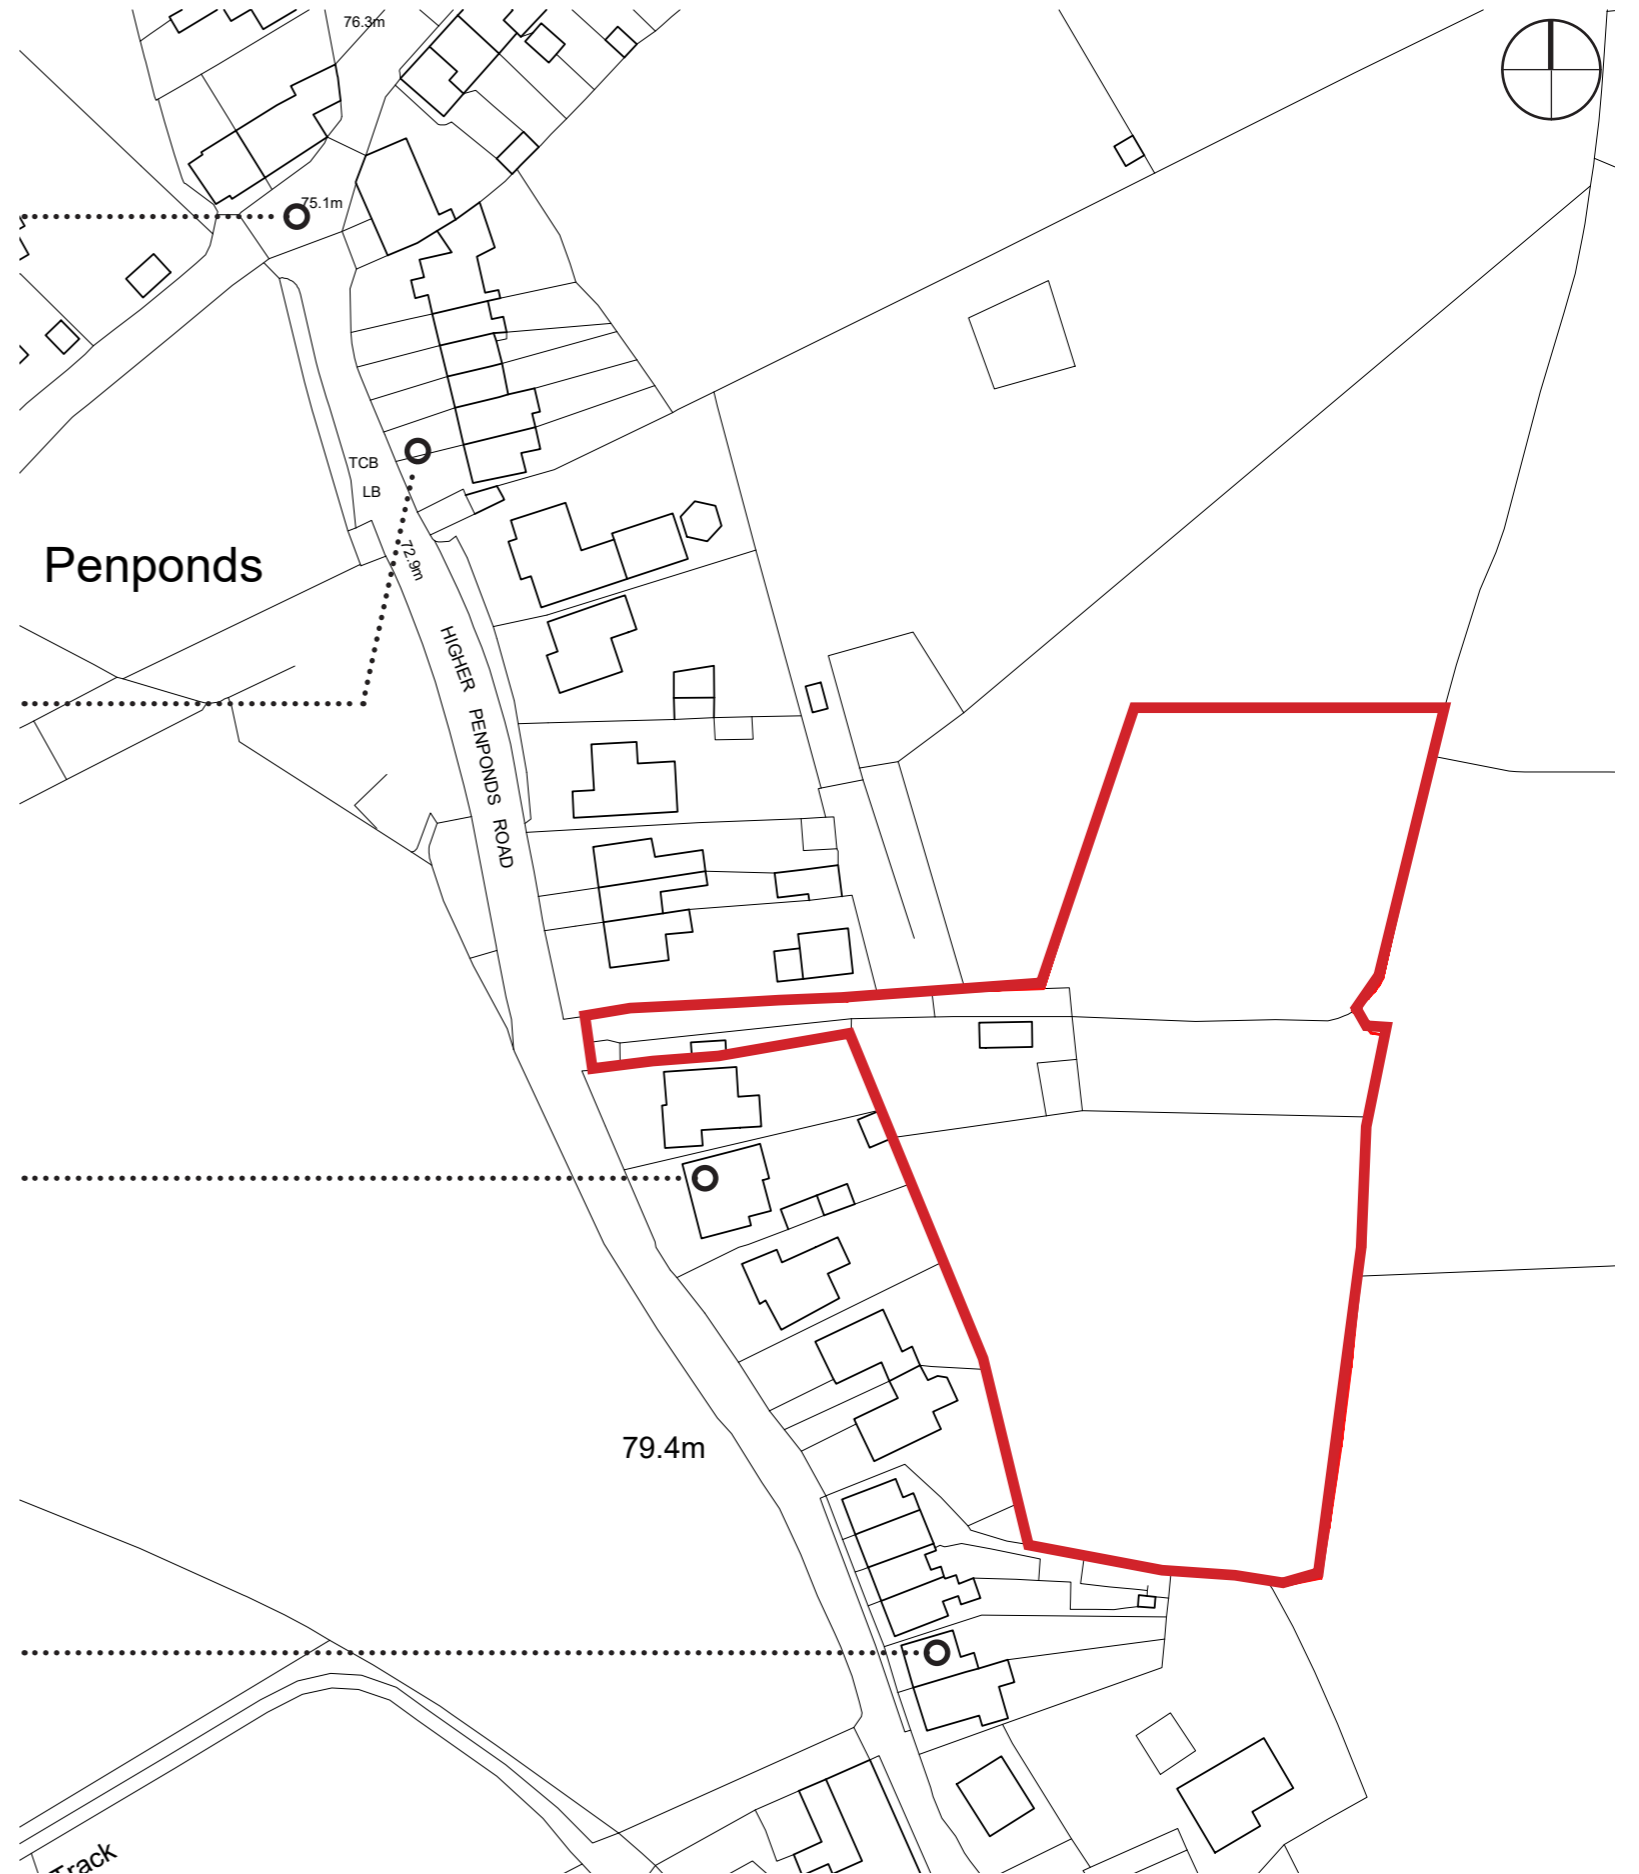 76.3m
75.1m
TCB
LB
72.9m
Penponds
HIGHER PENPONDS ROAD
79.4m
Track